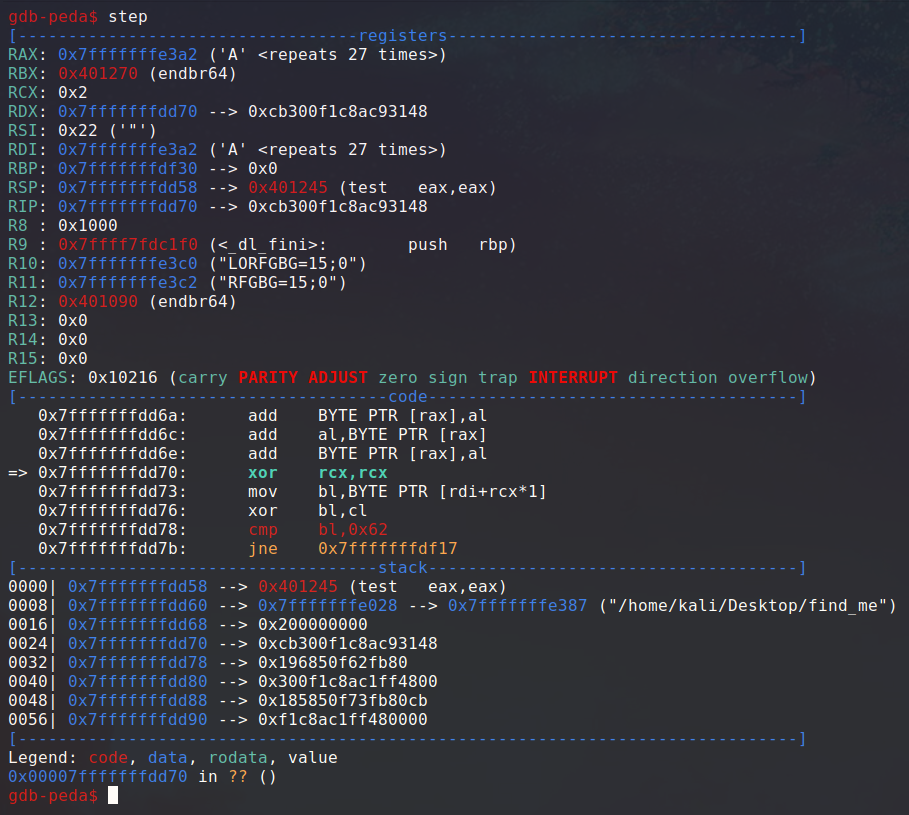 gdb-peda$ step
[----------------------------------registers-----------------------------------]
RAX: 0x7fffffffe3a2 ('A' <repeats 27 times>)
RBX: 0x401270 (endbr64)
RCX: 0x2
RDX: 0x7fffffffdd70 --> 0xcb300f1c8ac93148
RSI: 0x22 ('"')
RDI: 0x7fffffffe3a2 ('A' <repeats 27 times>)
RBP: 0x7fffffffdf30 --> 0x0
RSP: 0x7fffffffdd58 --> 0x401245 (test   eax,eax)
RIP: 0x7fffffffdd70 --> 0xcb300f1c8ac93148
R8 : 0x1000
R9 : 0x7ffff7fdc1f0 (<_dl_fini>:        push   rbp)
R10: 0x7fffffffe3c0 ("LORFGBG=15;0")
R11: 0x7fffffffe3c2 ("RFGBG=15;0")
R12: 0x401090 (endbr64)
R13: 0x0
R14: 0x0
R15: 0x0
EFLAGS: 0x10216 (carry PARITY ADJUST zero sign trap INTERRUPT direction overflow)
[-------------------------------------code-------------------------------------]
   0x7fffffffdd6a:      add    BYTE PTR [rax],al
   0x7fffffffdd6c:      add    al,BYTE PTR [rax]
   0x7fffffffdd6e:      add    BYTE PTR [rax],al
=> 0x7fffffffdd70:      xor    rcx,rcx
   0x7fffffffdd73:      mov    bl,BYTE PTR [rdi+rcx*1]
   0x7fffffffdd76:      xor    bl,cl
   0x7fffffffdd78:      cmp    bl,0x62
   0x7fffffffdd7b:      jne    0x7fffffffdf17
[------------------------------------stack-------------------------------------]
0000| 0x7fffffffdd58 --> 0x401245 (test   eax,eax)
0008| 0x7fffffffdd60 --> 0x7fffffffe028 --> 0x7fffffffe387 ("/home/kali/Desktop/find_me")
0016| 0x7fffffffdd68 --> 0x200000000
0024| 0x7fffffffdd70 --> 0xcb300f1c8ac93148
0032| 0x7fffffffdd78 --> 0x196850f62fb80
0040| 0x7fffffffdd80 --> 0x300f1c8ac1ff4800
0048| 0x7fffffffdd88 --> 0x185850f73fb80cb
0056| 0x7fffffffdd90 --> 0xf1c8ac1ff480000
[------------------------------------------------------------------------------]
Legend: code, data, rodata, value
0x00007fffffffdd70 in ?? ()
gdb-peda$